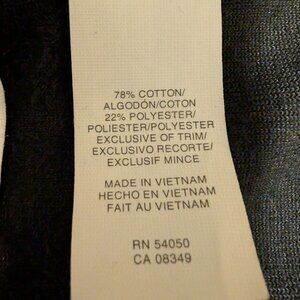 78% COTTON/
ALGODÓN/COTON
22% POLYESTER/
POLIESTER/POLYESTER
EXCLUSIVE OF TRIM/
EXCLUSIVO RECORTE/
EXCLUSIF MINCE
MADE IN VIETNAM
HECHO EN VIETNAM
FAIT AU VIETNAM
RN 54050
CA 08349